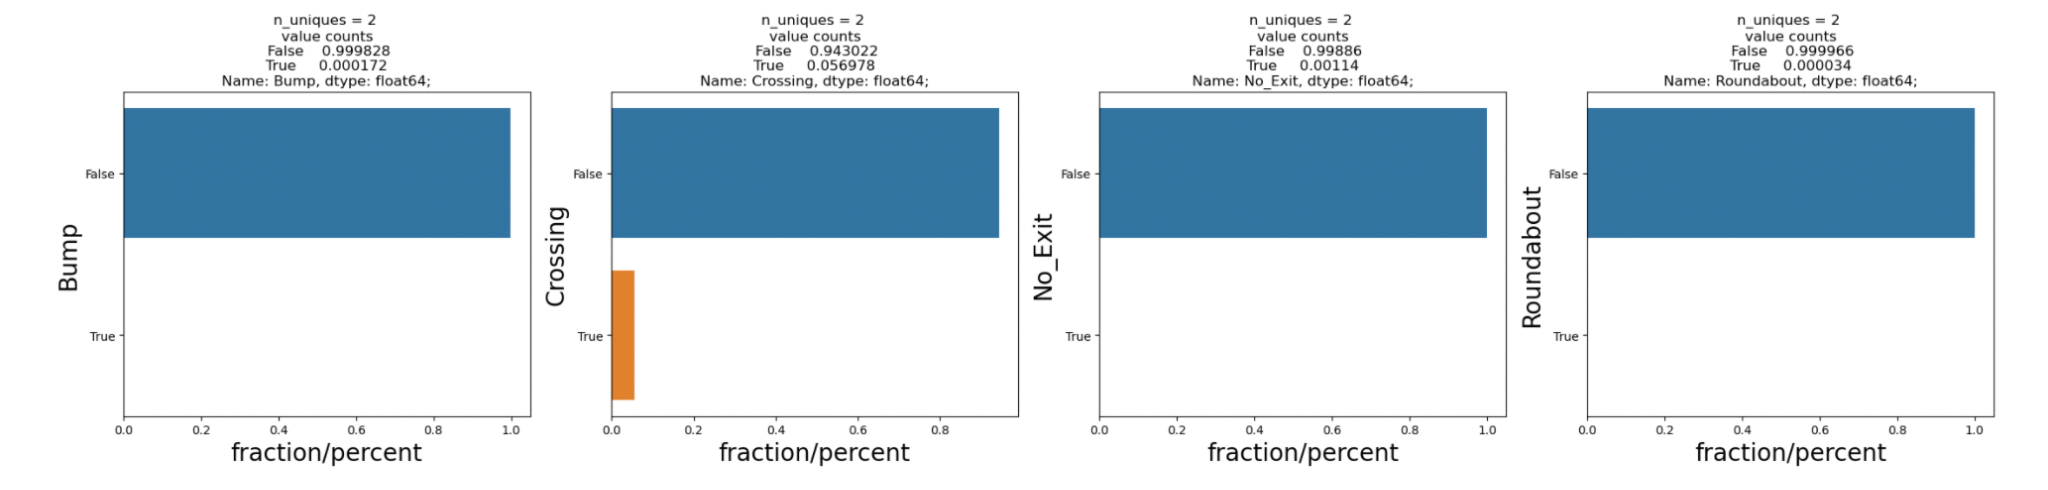 n_uniques = 2
value counts
False 0.999828
True 0.000172
Name: Bump, dtype: float64;
Bump
False
True
0.0 0.2 0.4 0.6 0.8 1.0
fraction/percent
n_uniques = 2
value counts
False 0.943022
True 0.056978
Name: Crossing, dtype: float64;
Crossing
False
True
0.0 0.2 0.4 0.6 0.8
fraction/percent
n_uniques = 2
value counts
False 0.99886
True 0.00114
Name: No_Exit, dtype: float64;
No_Exit
False
True
0.0 0.2 0.4 0.6 0.8 1.0
fraction/percent
n_uniques = 2
value counts
False 0.999966
True 0.000034
Name: Roundabout, dtype: float64;
Roundabout
False
True
0.0 0.2 0.4 0.6 0.8 1.0
fraction/percent